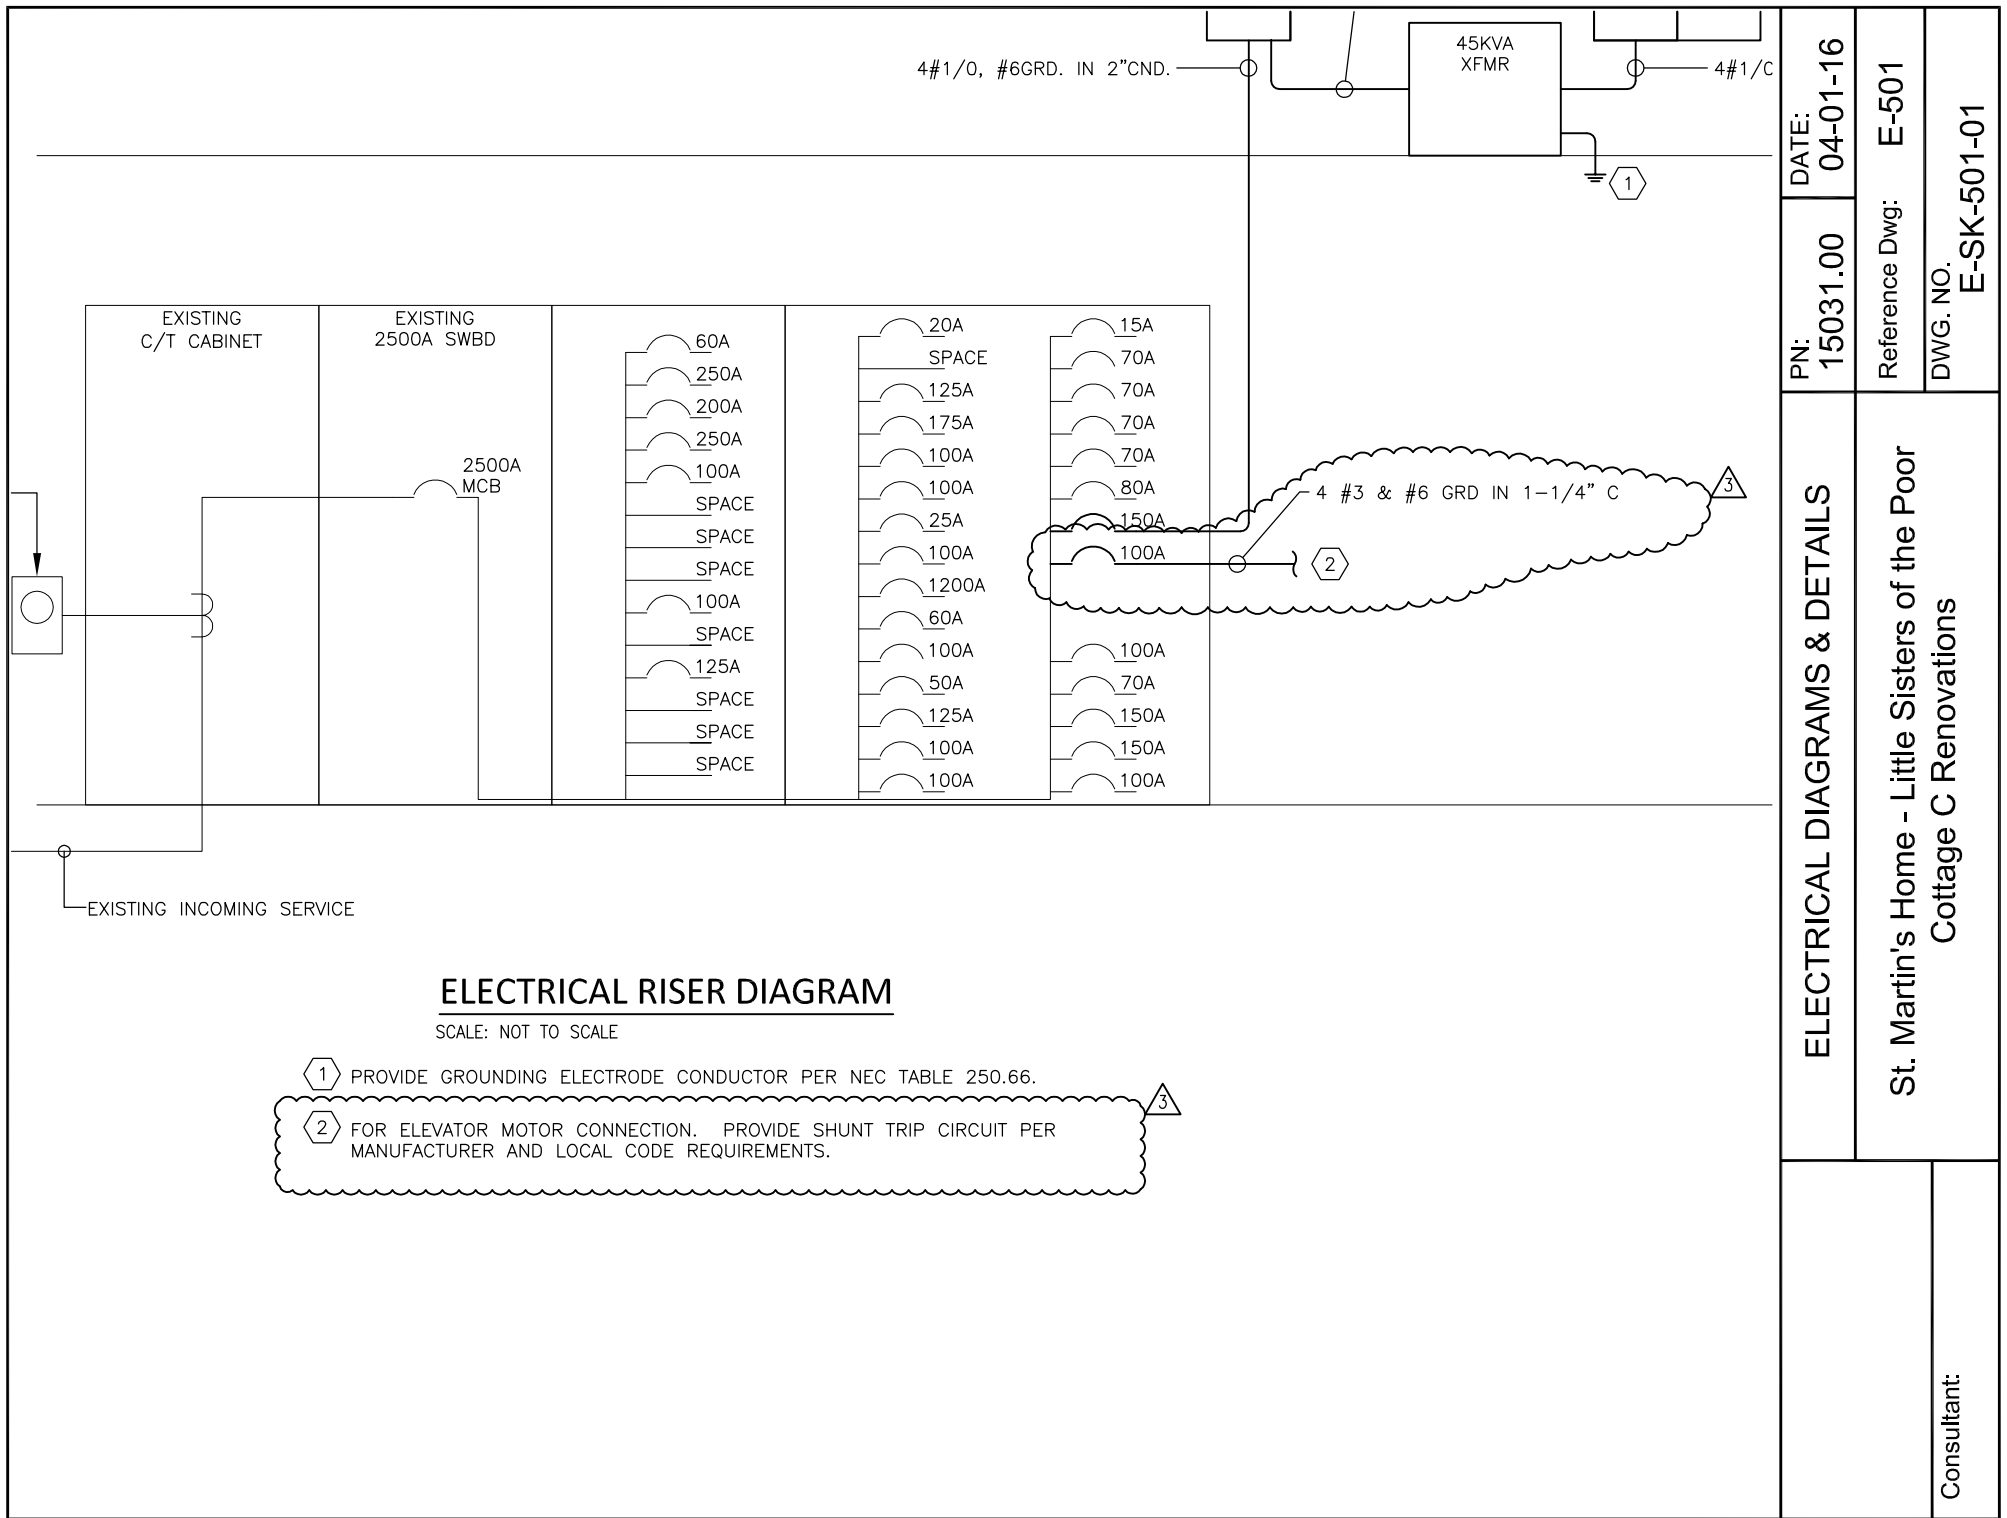 4#1/0, #6GRD. IN 2"CND.
45KVA
XFMR
4#1/0
1
EXISTING
C/T CABINET
EXISTING
2500A SWBD
2500A
MCB
60A
250A
200A
250A
100A
SPACE
SPACE
SPACE
100A
SPACE
125A
SPACE
SPACE
SPACE
20A
SPACE
125A
175A
100A
100A
25A
100A
1200A
60A
100A
50A
125A
100A
100A
15A
70A
70A
70A
70A
80A
150A
100A
100A
70A
150A
150A
100A
4 #3 & #6 GRD IN 1-1/4" C
3
2
EXISTING INCOMING SERVICE
ELECTRICAL RISER DIAGRAM
SCALE: NOT TO SCALE
1 PROVIDE GROUNDING ELECTRODE CONDUCTOR PER NEC TABLE 250.66.
3
2 FOR ELEVATOR MOTOR CONNECTION. PROVIDE SHUNT TRIP CIRCUIT PER
MANUFACTURER AND LOCAL CODE REQUIREMENTS.
ELECTRICAL DIAGRAMS & DETAILS
PN:
15031.00
DATE:
04-01-16
St. Martin's Home - Little Sisters of the Poor
Cottage C Renovations
Reference Dwg: E-501
DWG. NO.
E-SK-501-01
Consultant: